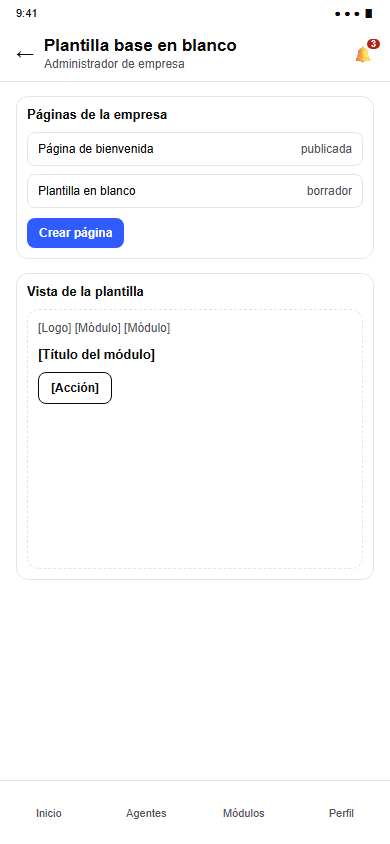 9:41
Plantilla base en blanco
Administrador de empresa
3
Páginas de la empresa
Página de bienvenida publicada
Plantilla en blanco borrador
Crear página
Vista de la plantilla
[Logo] [Módulo] [Módulo]
[Título del módulo]
[Acción]
Inicio Agentes Módulos Perfil